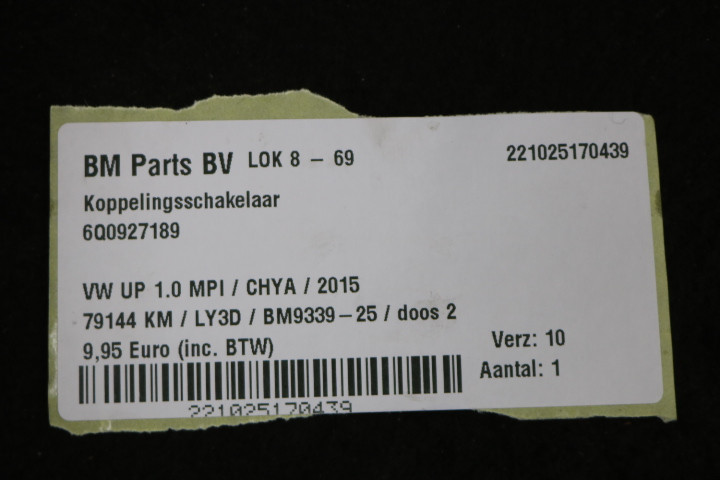 BM Parts BV LOK 8 - 69 221025170439
Koppelingsschakelaar
6Q0927189
VW UP 1.0 MPI / CHYA / 2015
79144 KM / LY3D / BM9339-25 / doos 2
9,95 Euro (inc. BTW) Verz: 10
Aantal: 1
221025170439